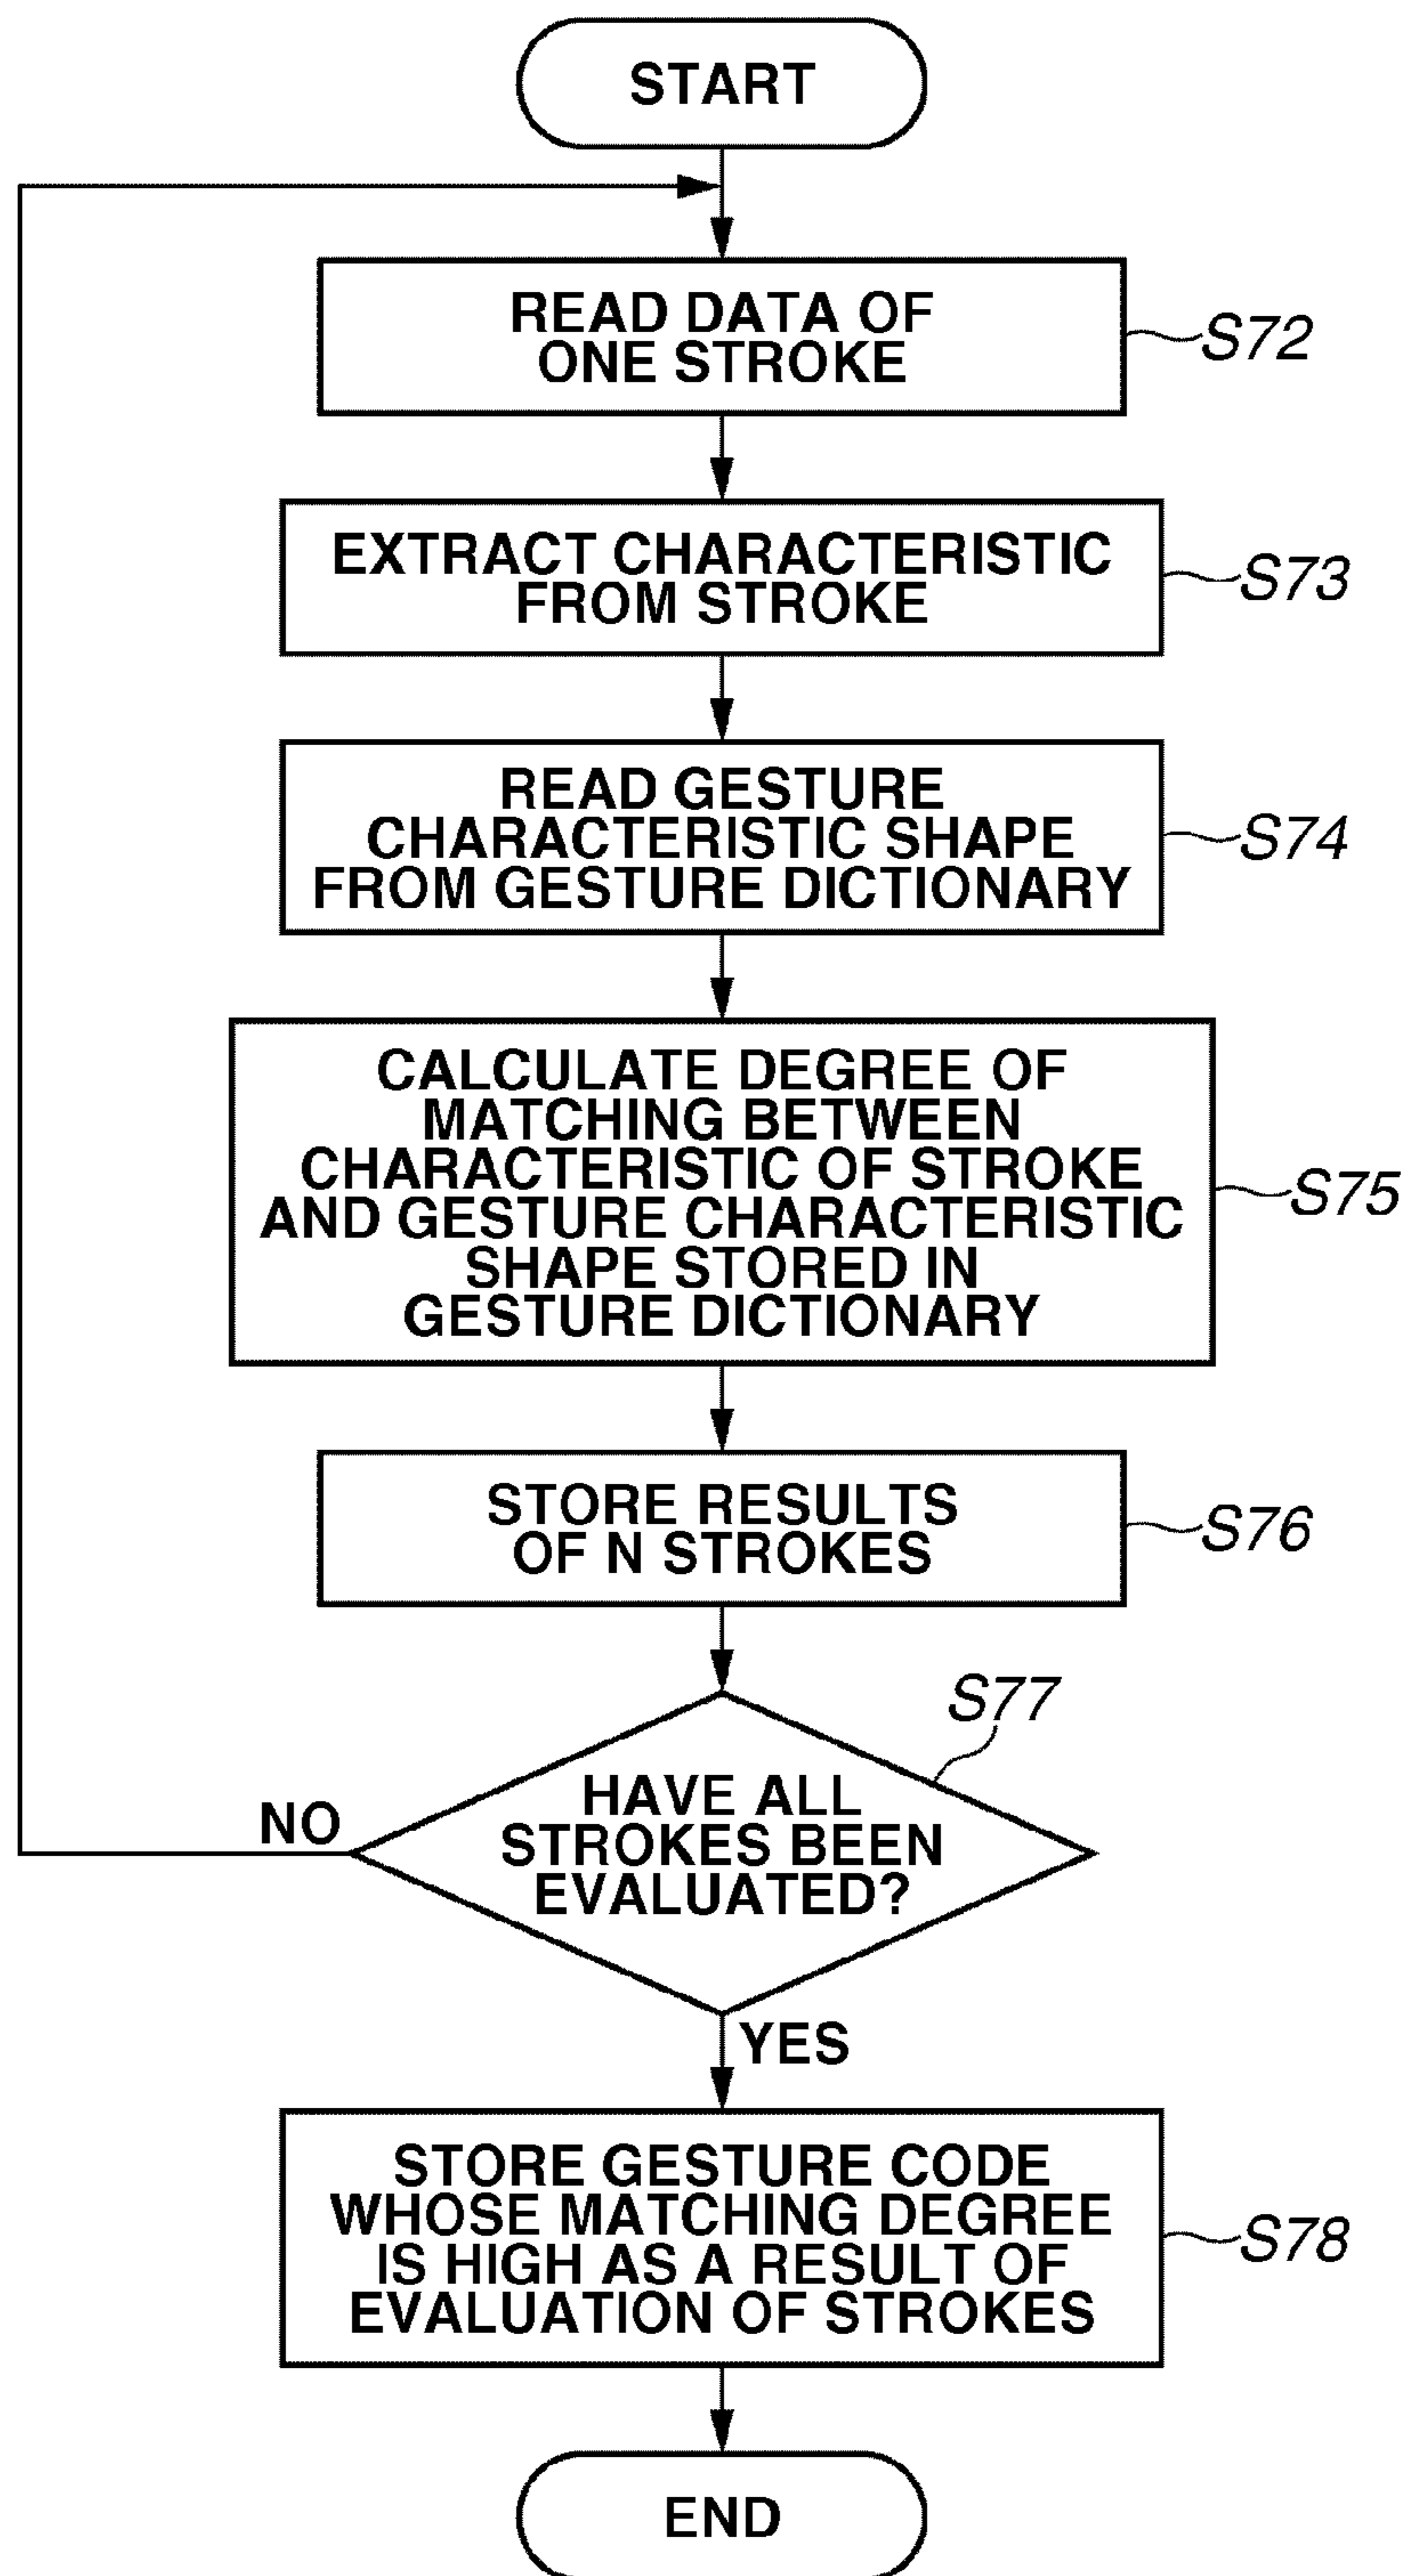 START
READ DATA OF
ONE STROKE
S72
EXTRACT CHARACTERISTIC
FROM STROKE
S73
READ GESTURE
CHARACTERISTIC SHAPE
FROM GESTURE DICTIONARY
S74
CALCULATE DEGREE OF
MATCHING BETWEEN
CHARACTERISTIC OF STROKE
AND GESTURE CHARACTERISTIC
SHAPE STORED IN
GESTURE DICTIONARY
S75
STORE RESULTS
OF N STROKES
S76
S77
HAVE ALL
STROKES BEEN
EVALUATED?
NO
YES
STORE GESTURE CODE
WHOSE MATCHING DEGREE
IS HIGH AS A RESULT OF
EVALUATION OF STROKES
S78
END